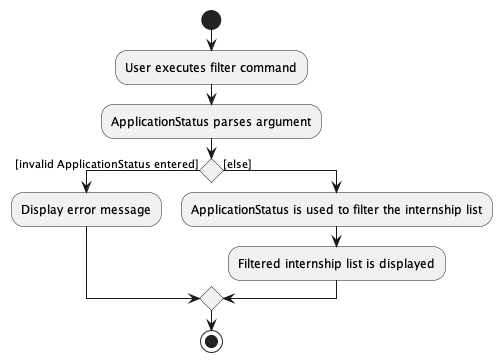 User executes filter command
ApplicationStatus parses argument
[invalid ApplicationStatus entered]
[else]
Display error message
ApplicationStatus is used to filter the internship list
Filtered internship list is displayed